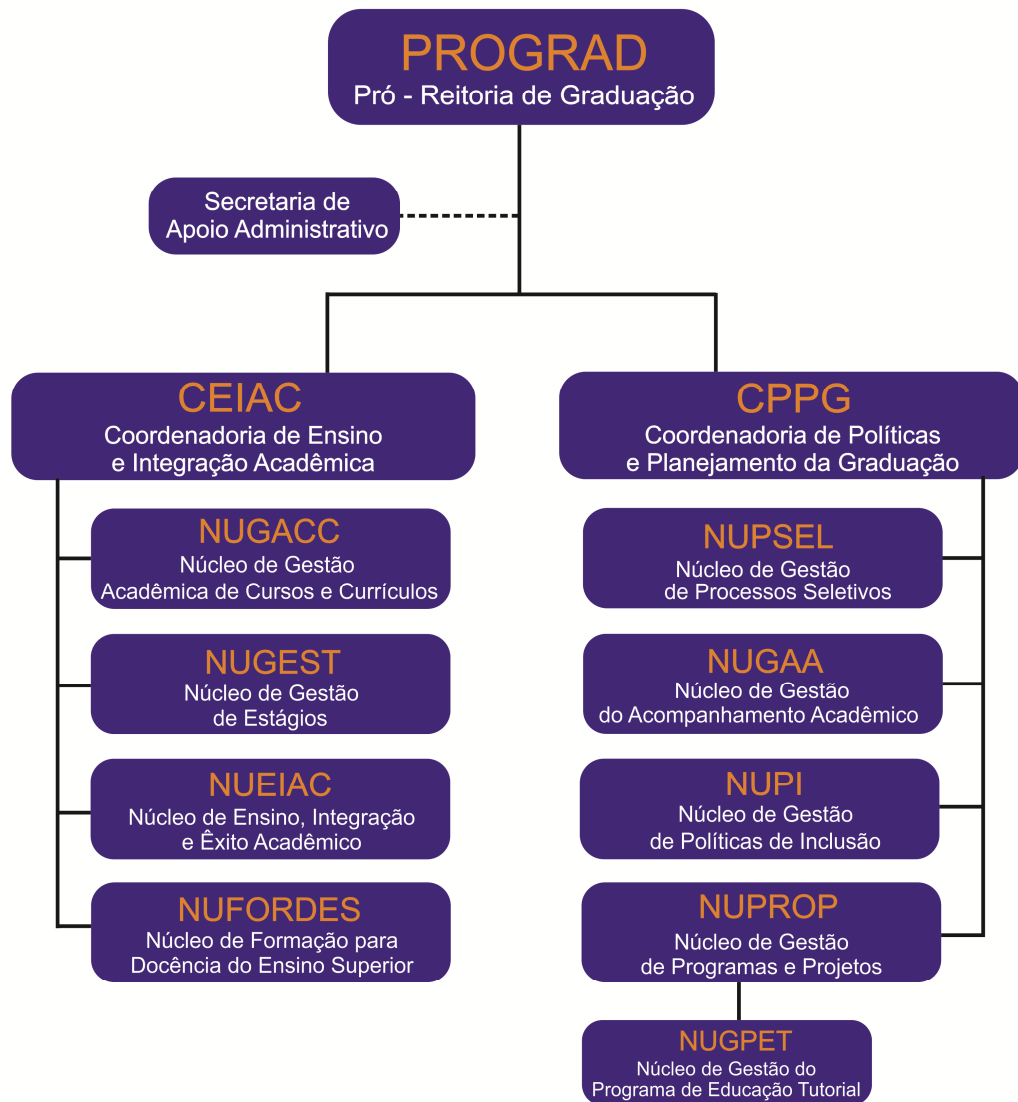 PROGRAD
Pró - Reitoria de Graduação
Secretaria de
Apoio Administrativo
CEIAC
Coordenadoria de Ensino
e Integração Acadêmica
NUGACC
Núcleo de Gestão
Acadêmica de Cursos e Currículos
NUGEST
Núcleo de Gestão
de Estágios
NUEIAC
Núcleo de Ensino, Integração
e Êxito Acadêmico
NUFORDES
Núcleo de Formação para
Docência do Ensino Superior
CPPG
Coordenadoria de Políticas
e Planejamento da Graduação
NUPSEL
Núcleo de Gestão
de Processos Seletivos
NUGAA
Núcleo de Gestão
do Acompanhamento Acadêmico
NUPI
Núcleo de Gestão
de Políticas de Inclusão
NUPROP
Núcleo de Gestão
de Programas e Projetos
NUGPET
Núcleo de Gestão do
Programa de Educação Tutorial